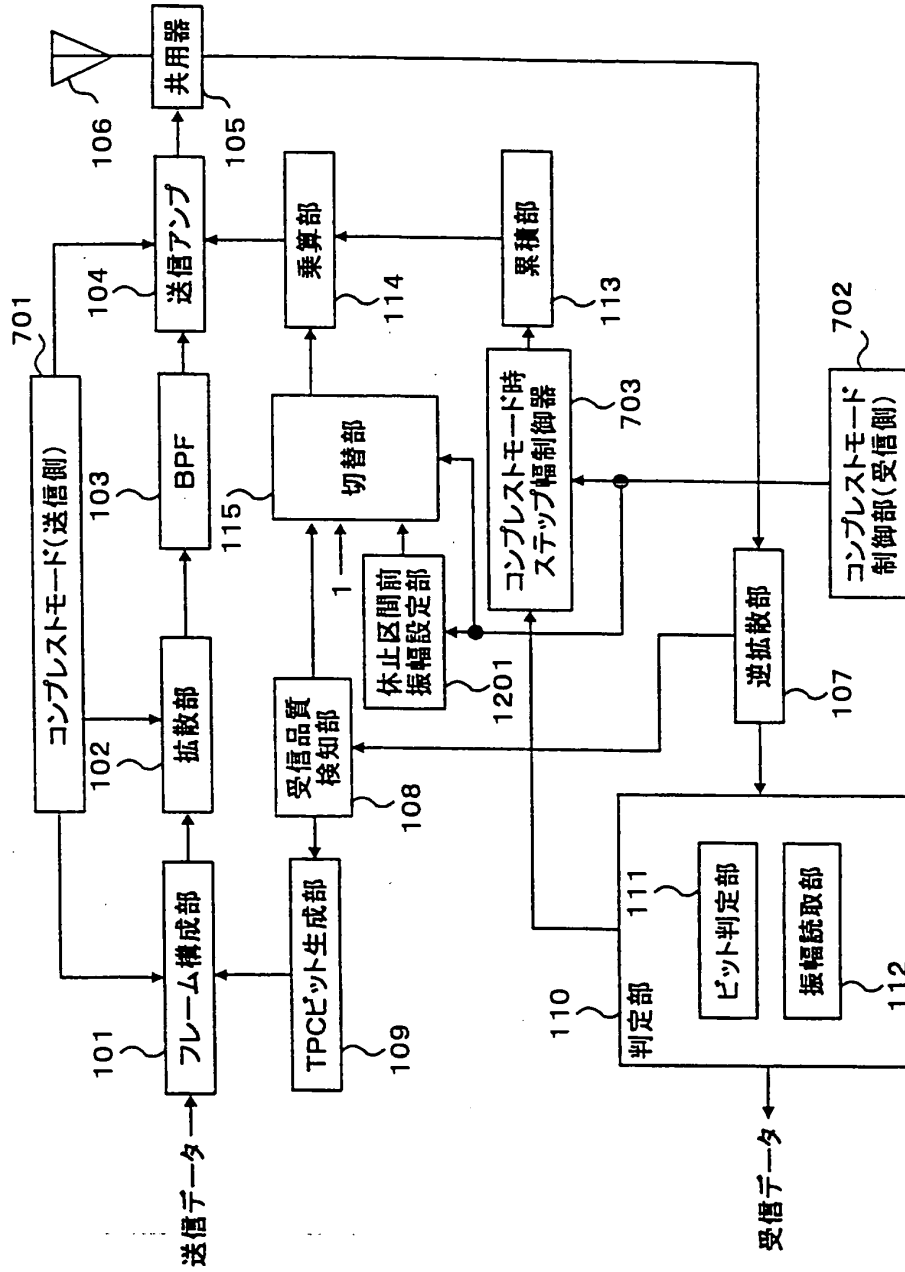 コンプレストモード(送信側)
701
106
送信データ
フレーム構成部
101
拡散部
102
BPF
103
送信アンプ
104
共用器
105
TPCビット生成部
109
受信品質
検知部
108
1
切替部
115
乗算部
114
休止区間前
振幅設定部
1201
コンプレストモード時
ステップ幅制御器
703
累積部
113
判定部
110
ビット判定部
111
振幅読取部
112
逆拡散部
107
コンプレストモード
制御部(受信側)
702
受信データ